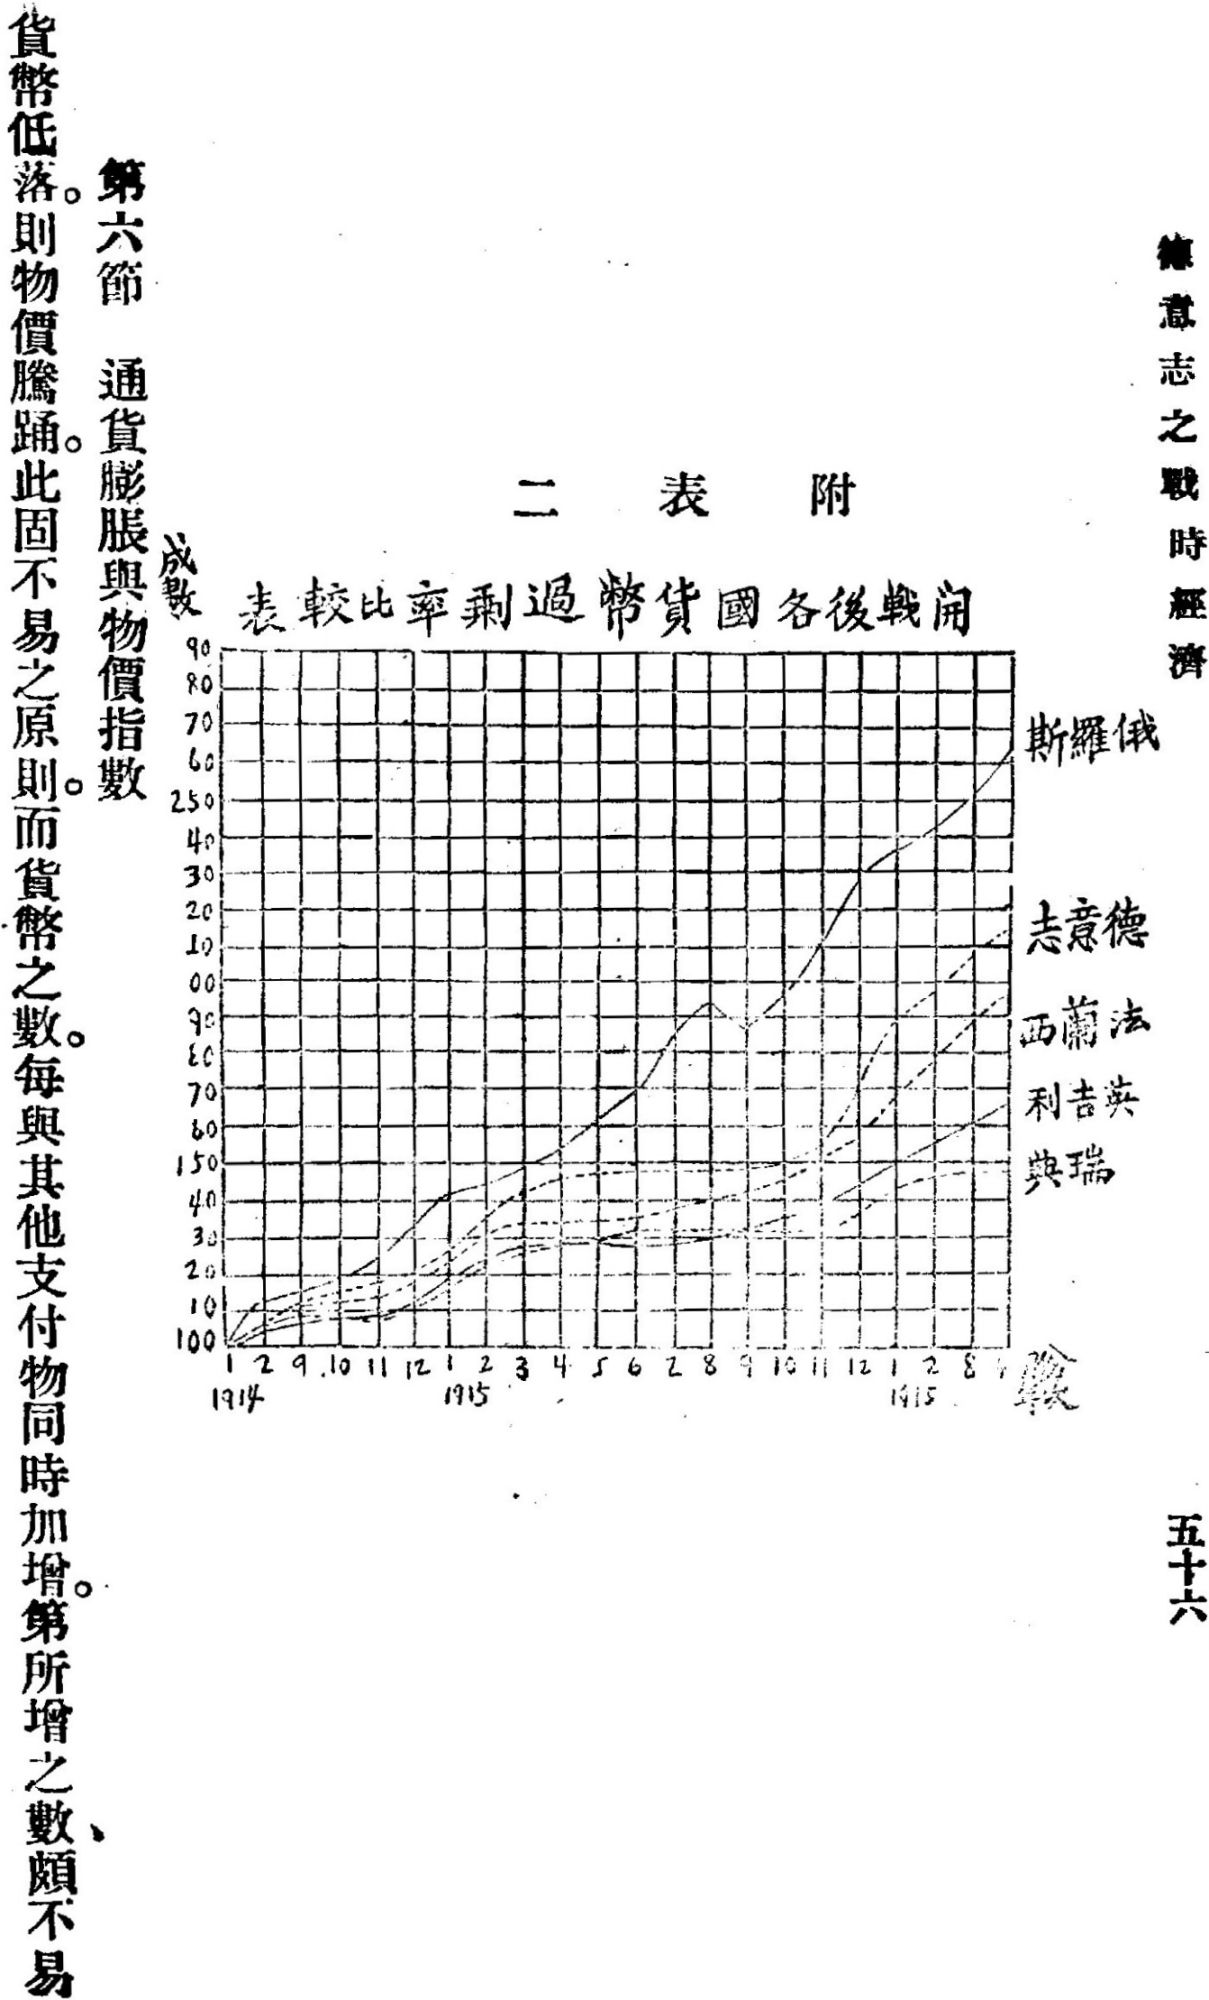 德意志之戰時經濟
五十六
附表二
開戰後各國貨幣過剩率比較表
成數
90
80
70
60
250
40
30
20
10
00
90
80
70
60
150
40
30
20
10
100
俄羅斯
德意志
法蘭西
英吉利
瑞典
1 2 9 10 11 12 1 2 3 4 5 6 7 8 9 10 11 12 1 2 8
1914 1915 1915
第六節 通貨膨脹與物價指數
貨幣低落。則物價騰踊。此固不易之原則。而貨幣之數。每與其他支付物同時加增。第所增之數、頗不易